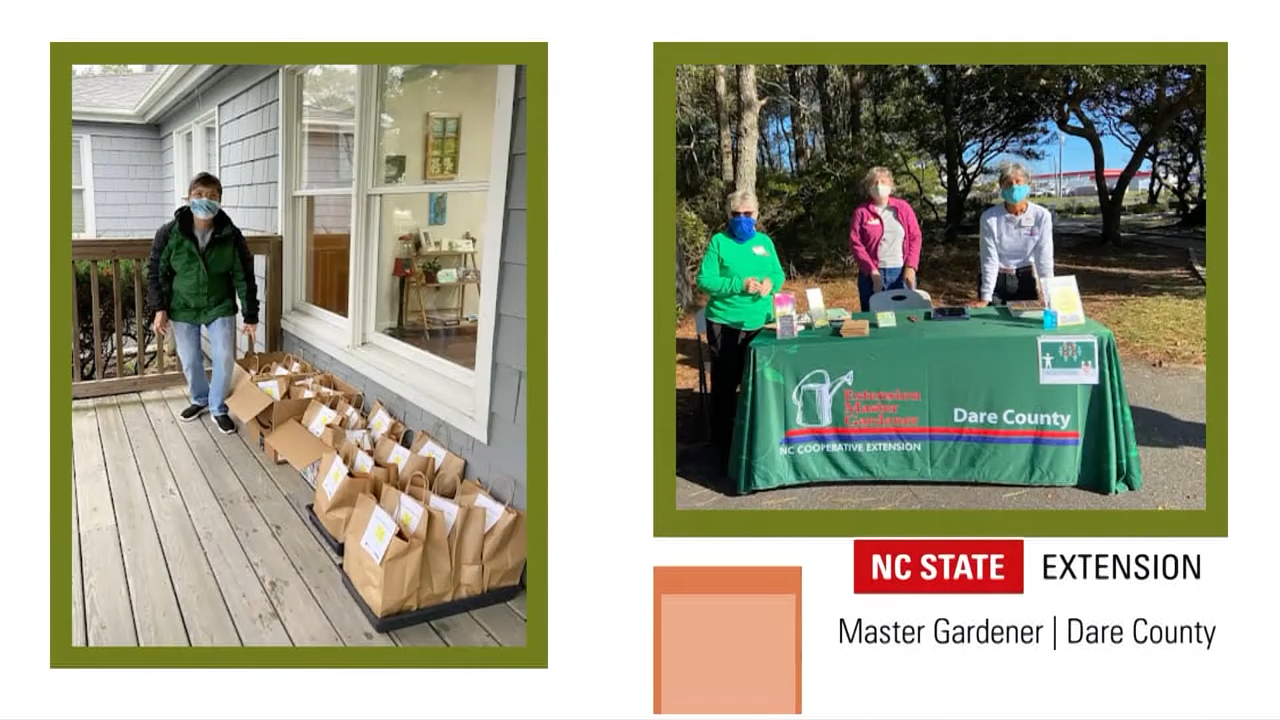 Extension
Master
Gardener
Dare County
NC COOPERATIVE EXTENSION
NC STATE EXTENSION
Master Gardener | Dare County